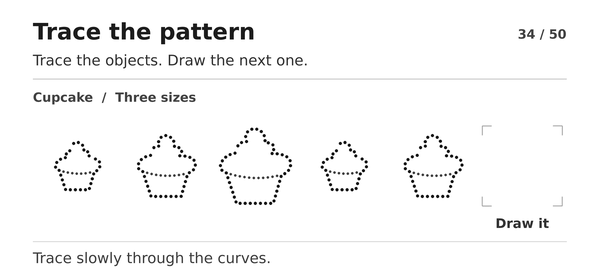 Trace the pattern
34 / 50
Trace the objects. Draw the next one.
Cupcake / Three sizes
Draw it
Trace slowly through the curves.